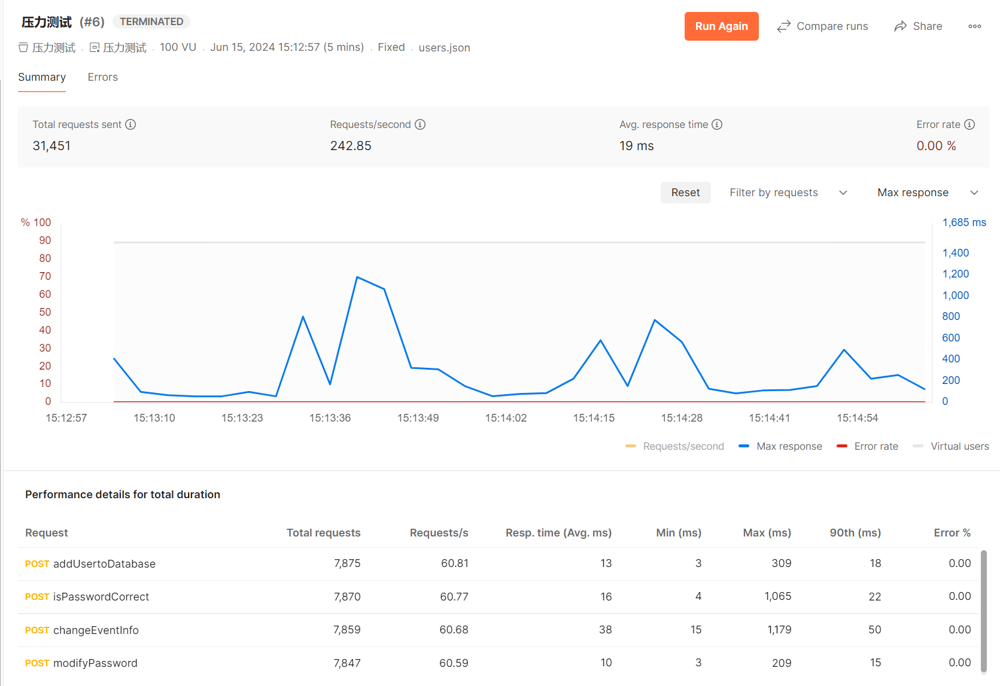 压力测试 (#6) TERMINATED
Run Again Compare runs Share
压力测试 . 压力测试 . 100 VU . Jun 15, 2024 15:12:57 (5 mins) . Fixed . users.json
Summary Errors
Total requests sent Requests/second Avg. response time Error rate
31,451 242.85 19 ms 0.00 %
Reset Filter by requests Max response
% 100 1,685 ms
90
80 1,400
70 1,200
60 1,000
50 800
40 600
30 400
20 200
10
0 0
15:12:57 15:13:10 15:13:23 15:13:36 15:13:49 15:14:02 15:14:15 15:14:28 15:14:41 15:14:54
Requests/second Max response Error rate Virtual users
Performance details for total duration
Request Total requests Requests/s Resp. time (Avg. ms) Min (ms) Max (ms) 90th (ms) Error %
POST addUsertoDatabase 7,875 60.81 13 3 309 18 0.00
POST isPasswordCorrect 7,870 60.77 16 4 1,065 22 0.00
POST changeEventInfo 7,859 60.68 38 15 1,179 50 0.00
POST modifyPassword 7,847 60.59 10 3 209 15 0.00